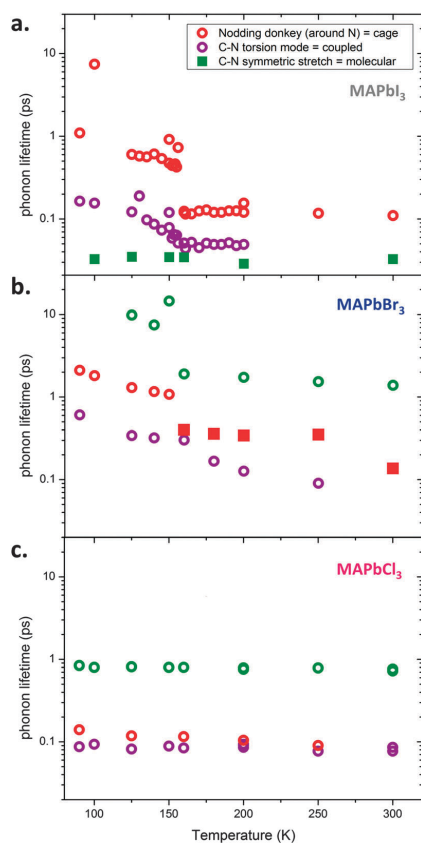 a.
Nodding donkey (around N) = cage
C-N torsion mode = coupled
C-N symmetric stretch = molecular
MAPbI3
10
1
0.1
phonon lifetime (ps)
b.
MAPbBr3
10
1
0.1
phonon lifetime (ps)
c.
MAPbCl3
10
1
0.1
phonon lifetime (ps)
100 150 200 250 300
Temperature (K)